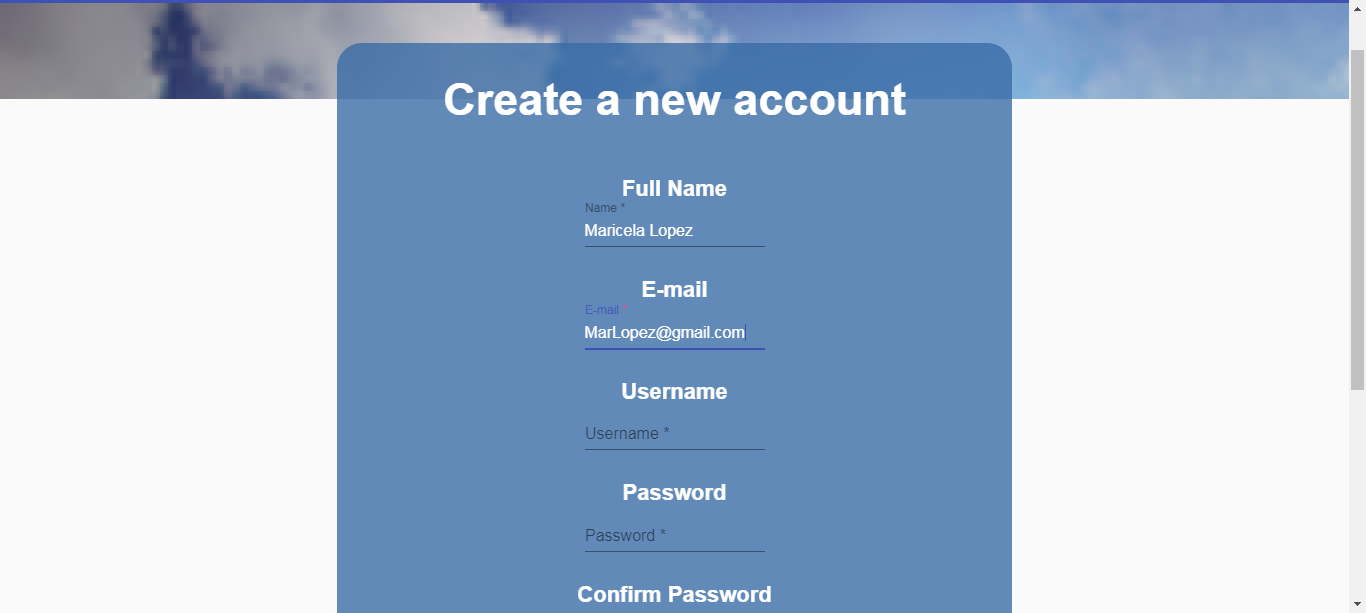 Create a new account
Full Name
Name *
Maricela Lopez
E-mail
E-mail *
MarLopez@gmail.com
Username
Username *
Password
Password *
Confirm Password